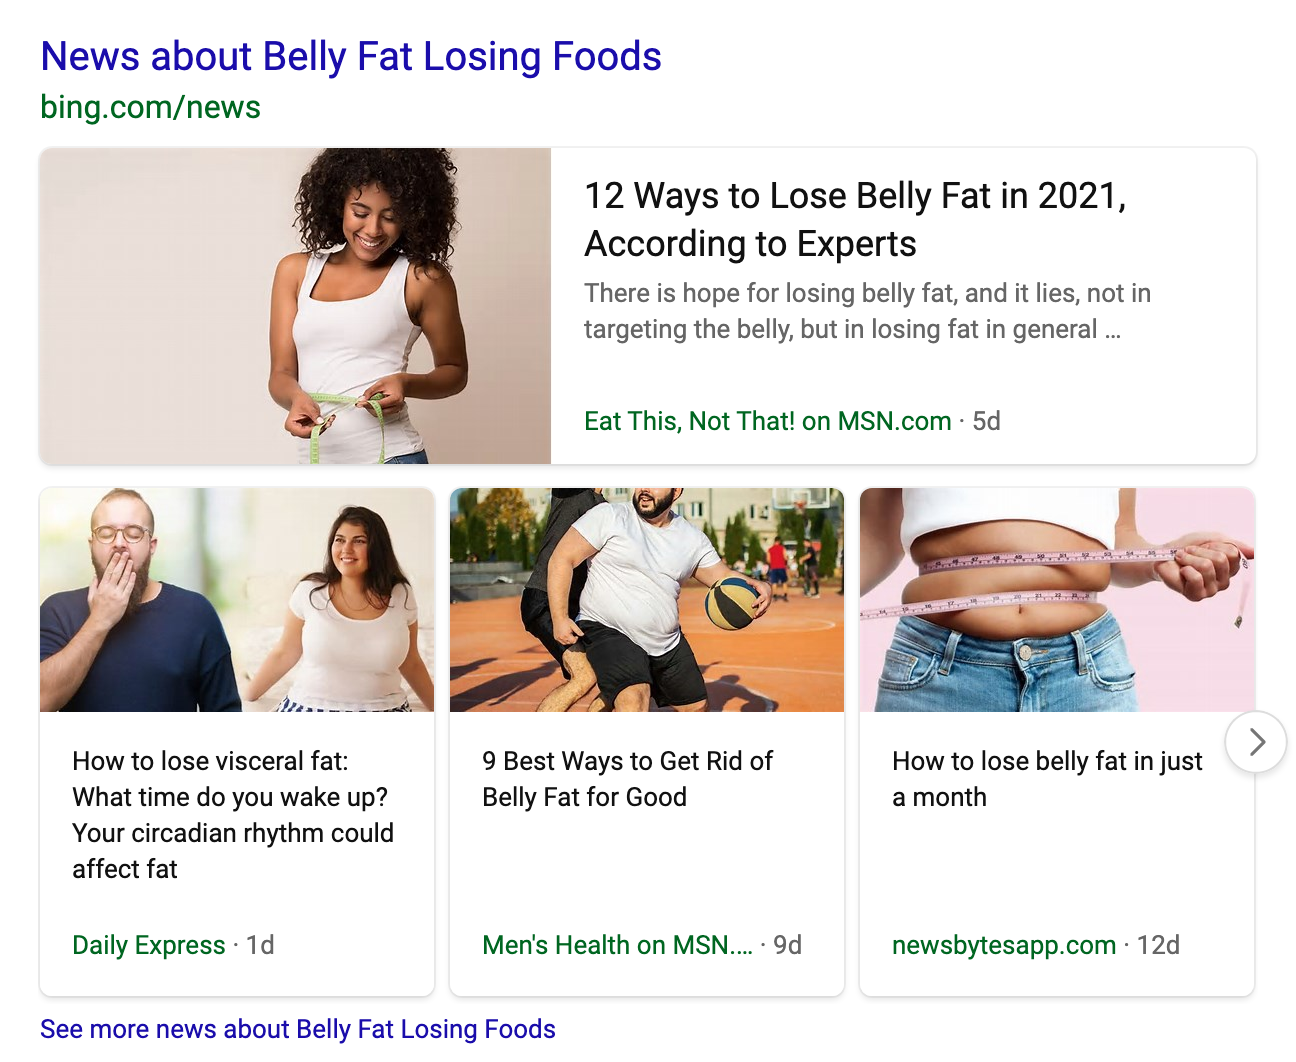 News about Belly Fat Losing Foods
bing.com/news
12 Ways to Lose Belly Fat in 2021,
According to Experts
There is hope for losing belly fat, and it lies, not in
targeting the belly, but in losing fat in general ...
Eat This, Not That! on MSN.com · 5d
How to lose visceral fat:
What time do you wake up?
Your circadian rhythm could
affect fat
Daily Express · 1d
9 Best Ways to Get Rid of
Belly Fat for Good
Men's Health on MSN.... · 9d
How to lose belly fat in just
a month
newsbytesapp.com · 12d
See more news about Belly Fat Losing Foods